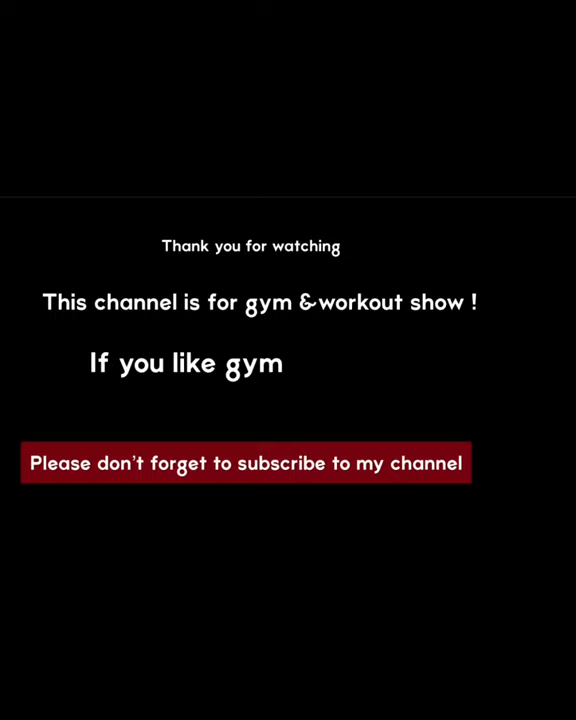 Thank you for watching
This channel is for gym & workout show !
If you like gym
Please don't forget to subscribe to my channel